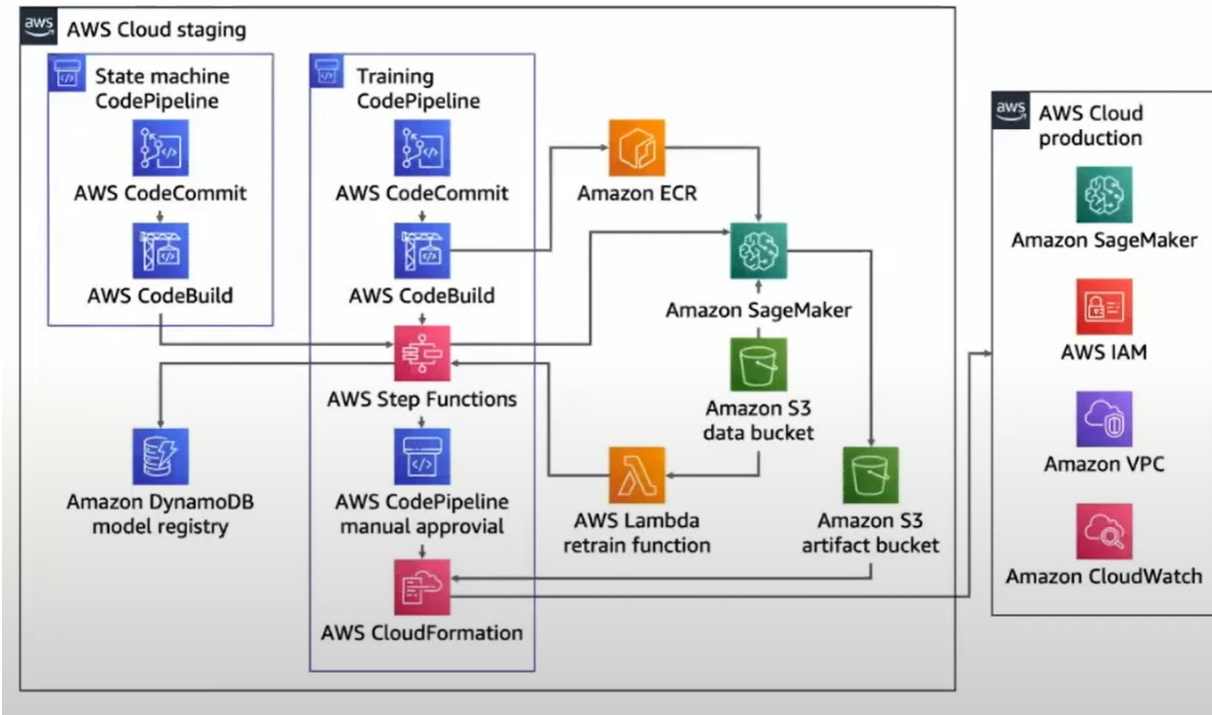 aws
AWS Cloud staging
State machine
CodePipeline
AWS CodeCommit
AWS CodeBuild
Training
CodePipeline
AWS CodeCommit
AWS CodeBuild
AWS Step Functions
AWS CodePipeline
manual approvial
AWS CloudFormation
Amazon DynamoDB
model registry
Amazon ECR
Amazon SageMaker
Amazon S3
data bucket
AWS Lambda
retrain function
Amazon S3
artifact bucket
aws
AWS Cloud
production
Amazon SageMaker
AWS IAM
Amazon VPC
Amazon CloudWatch